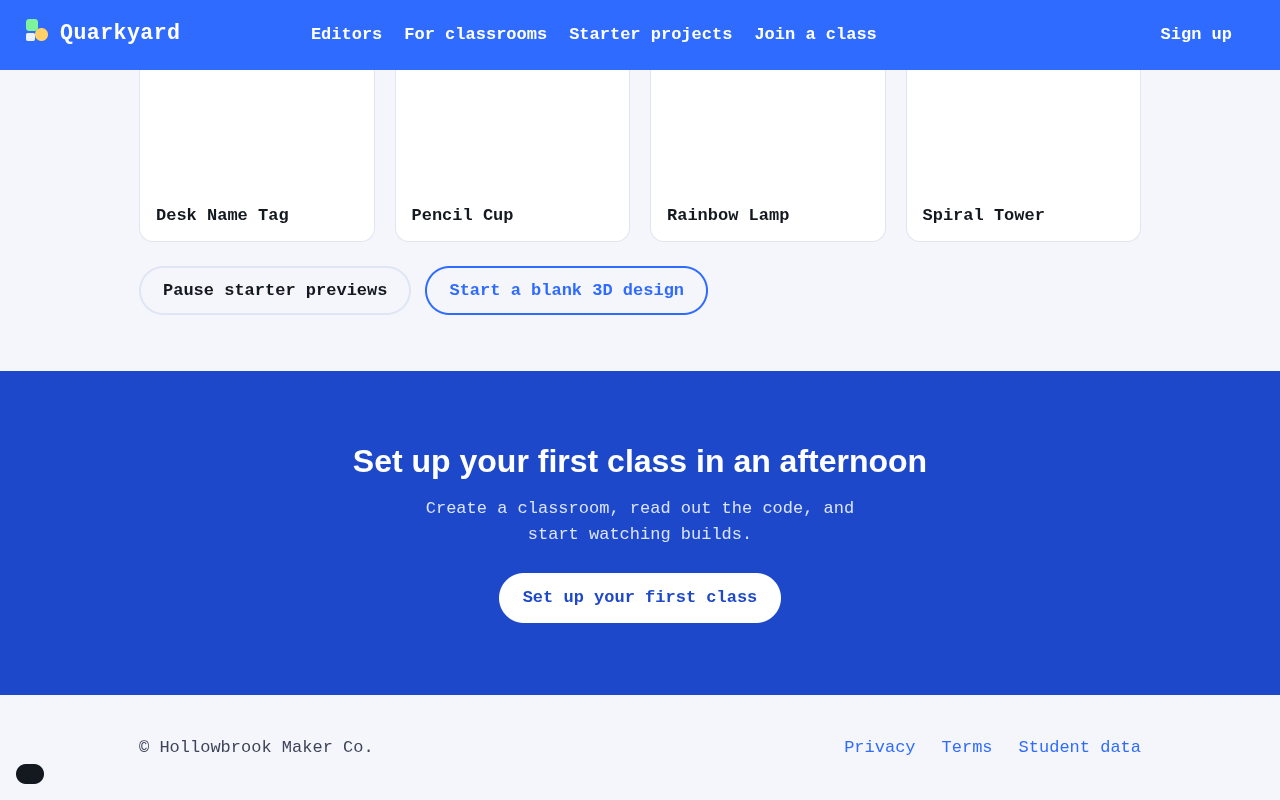 Quarkyard
Editors For classrooms Starter projects Join a class Sign up
Desk Name Tag
Pencil Cup
Rainbow Lamp
Spiral Tower
Pause starter previews
Start a blank 3D design
Set up your first class in an afternoon
Create a classroom, read out the code, and
start watching builds.
Set up your first class
© Hollowbrook Maker Co.
Privacy Terms Student data